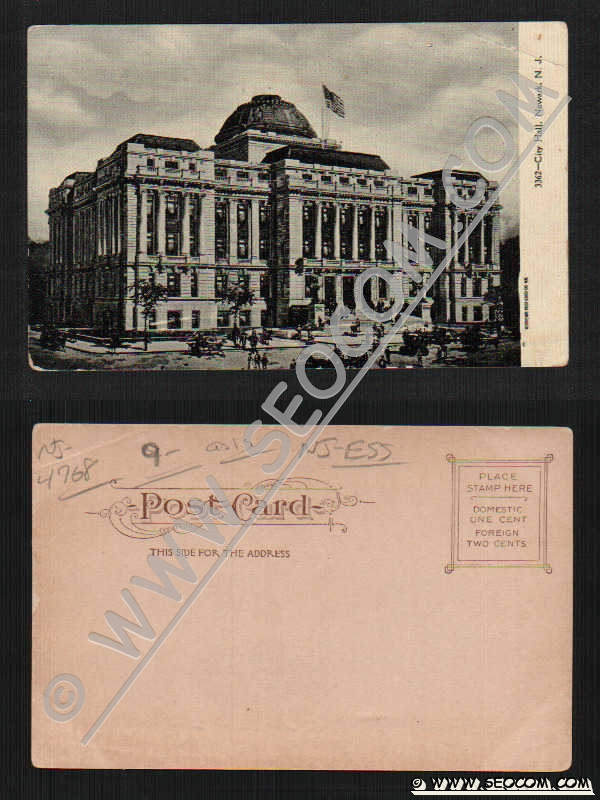 3362—City Hall, Newark, N. J.
© WWW.SEOCOM.COM
NJ-
4768
9-
NJ-ESS
Post Card
THIS SIDE FOR THE ADDRESS
PLACE
STAMP HERE
DOMESTIC
ONE CENT
FOREIGN
TWO CENTS.
© WWW.SEOCOM.COM